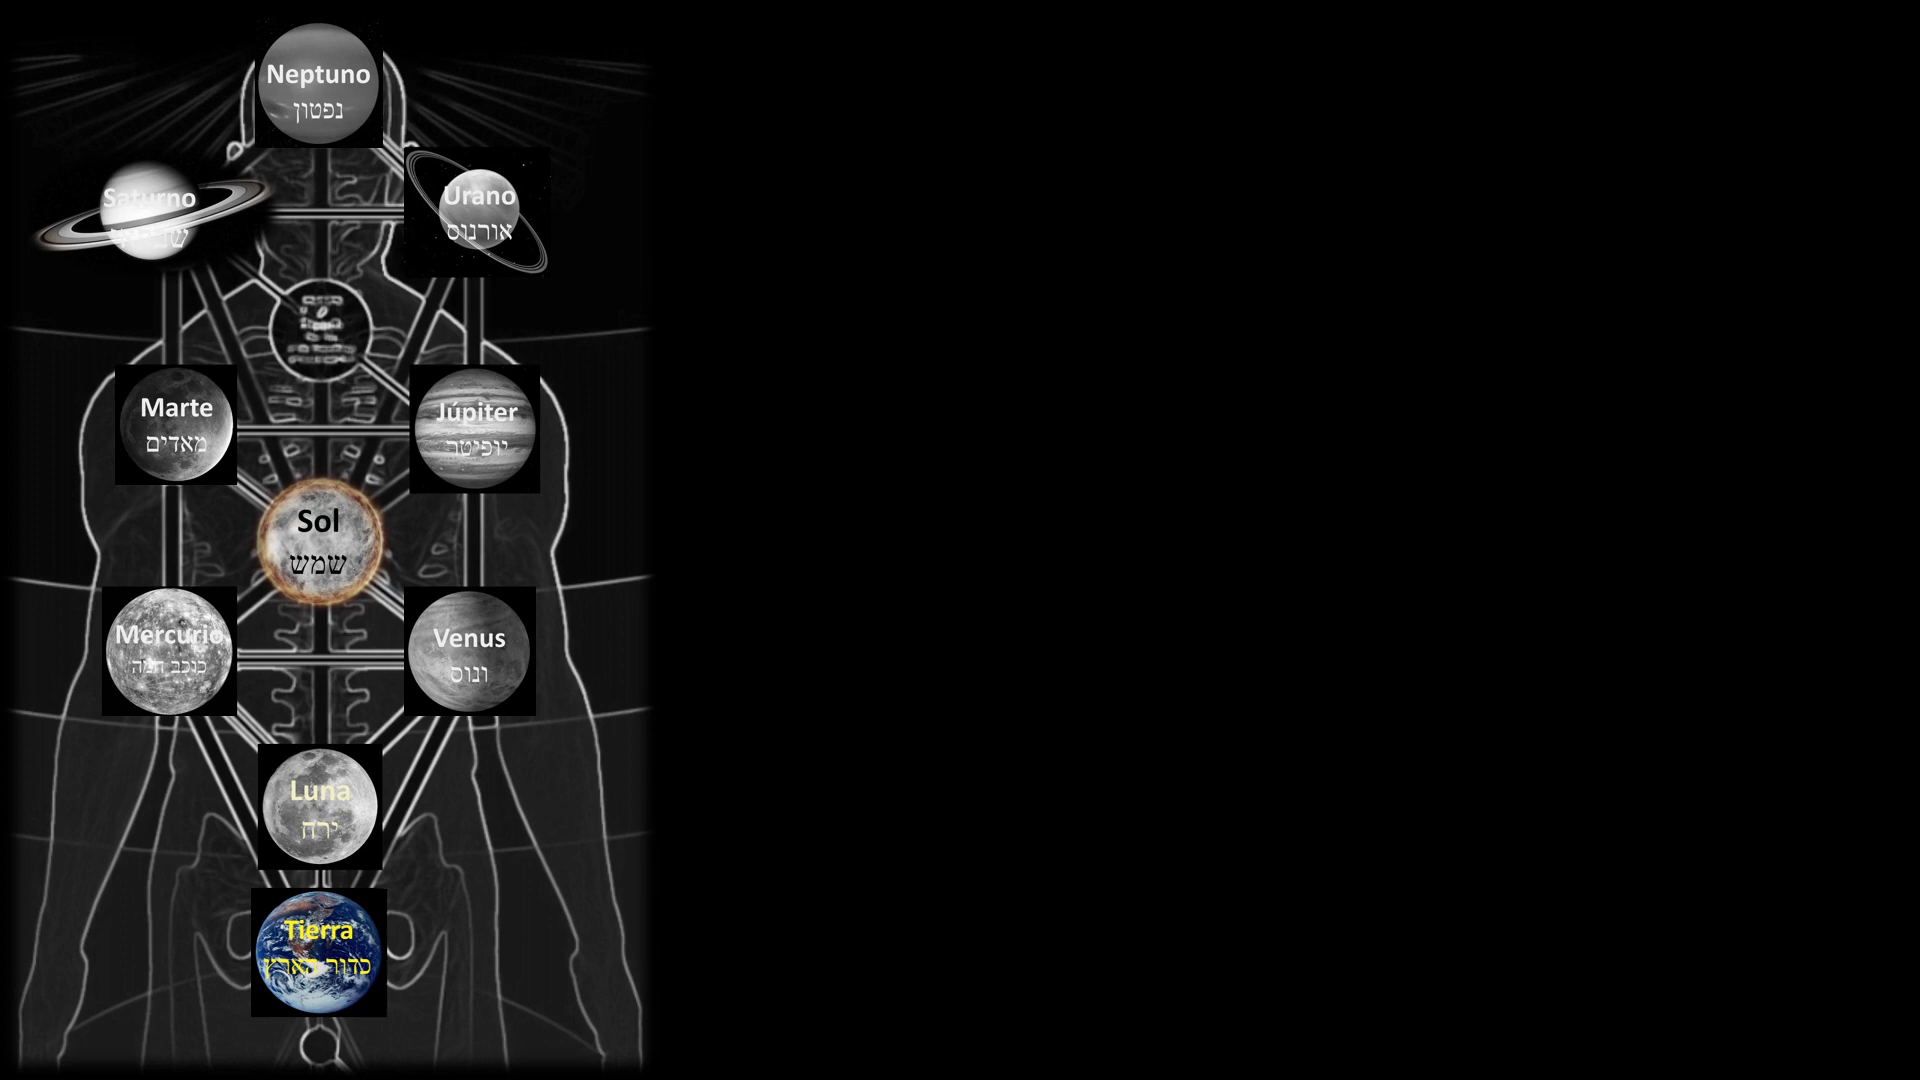 Neptuno
נפטון
Saturno
Urano
אורנוס
Marte
מאדים
Júpiter
יופיטר
Sol
שמש
Mercurio
כוכב חמה
Venus
ונוס
Luna
ירח
Tierra
כדור הארץ